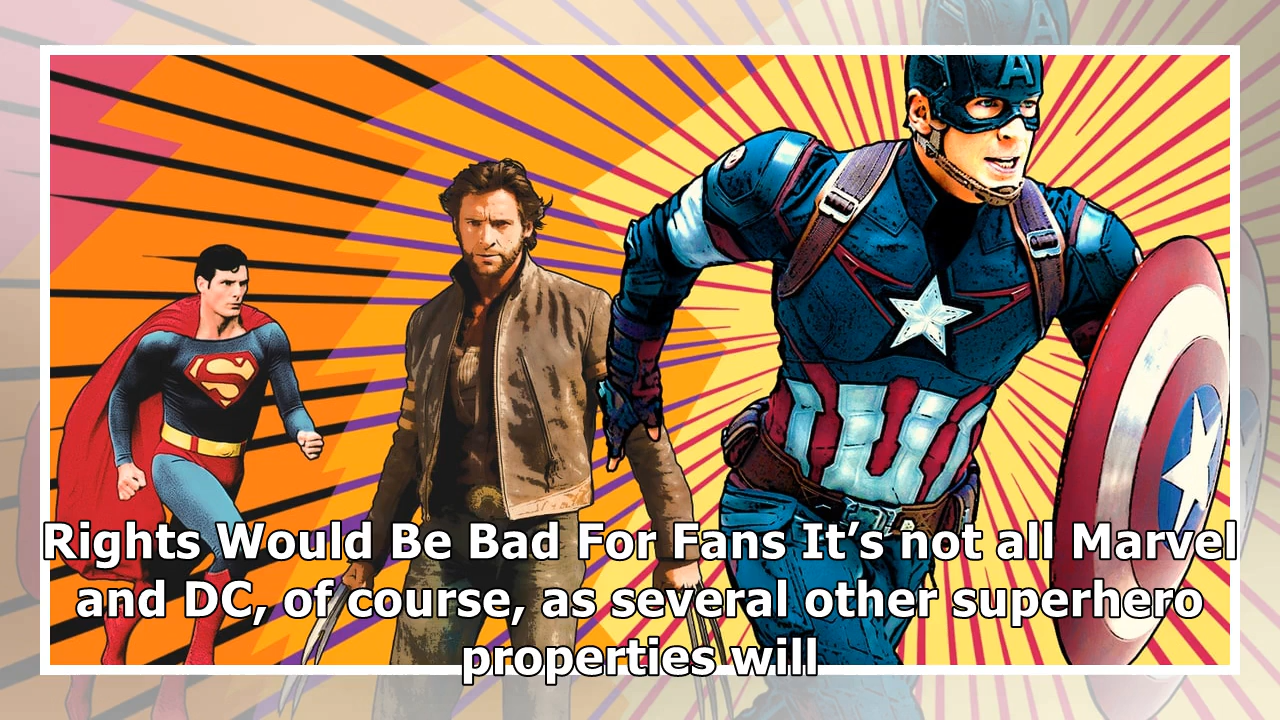 A
S
Rights Would Be Bad For Fans It’s not all Marvel
and DC, of course, as several other superhero
properties will